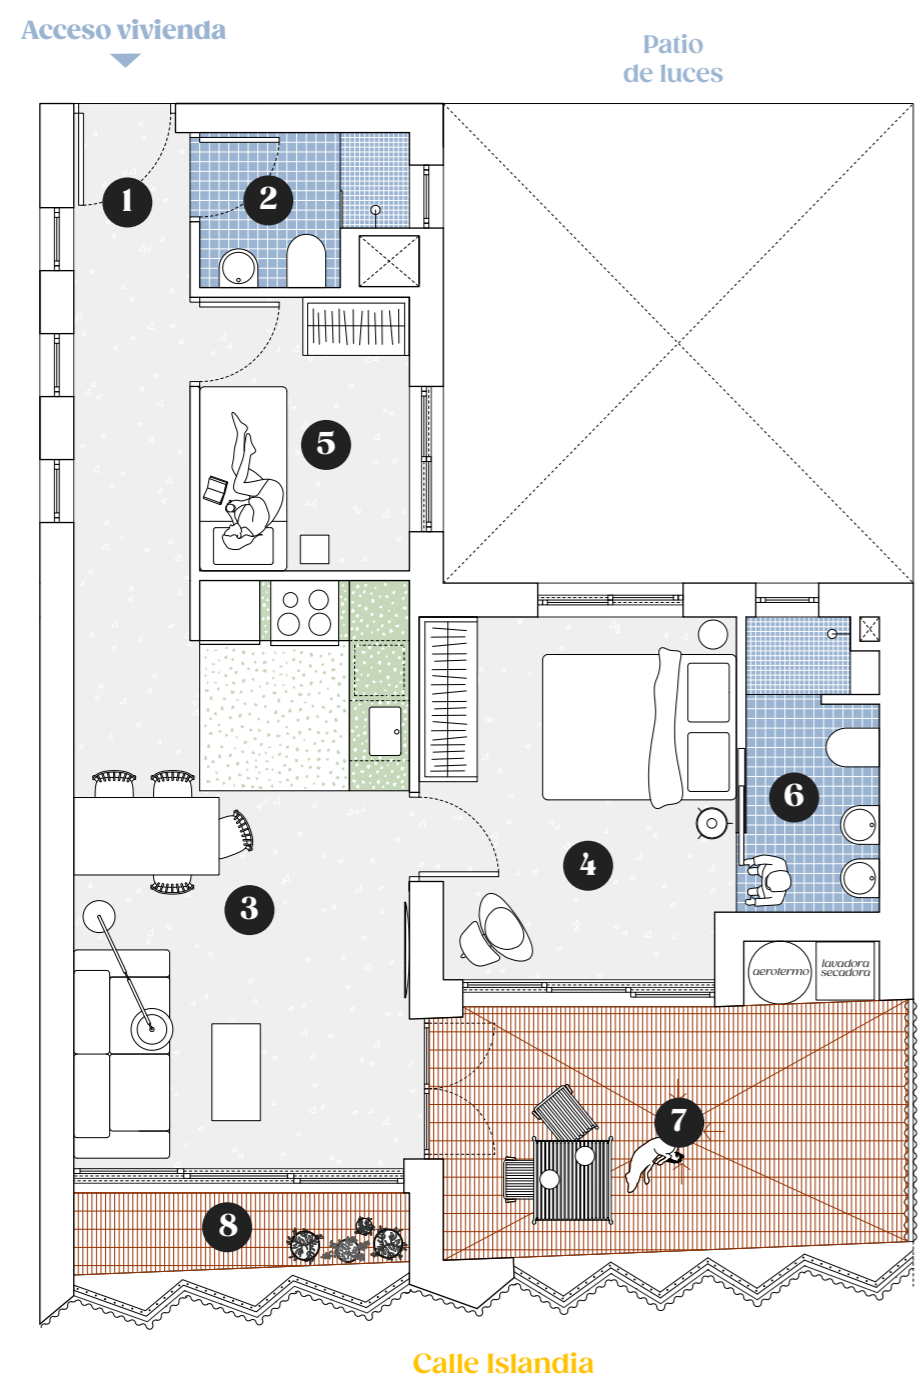 Acceso vivienda
Patio
de luces
1
2
5
6
4
3
aerotermo
lavadora
secadora
7
8
Calle Islandia